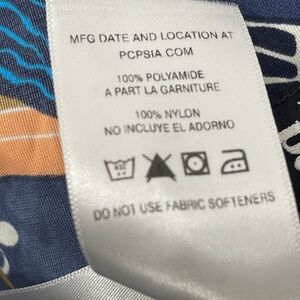 MFG DATE AND LOCATION AT
PCPSIA.COM
100% POLYAMIDE
A PART LA GARNITURE
100% NYLON
NO INCLUYE EL ADORNO
DO NOT USE FABRIC SOFTENERS